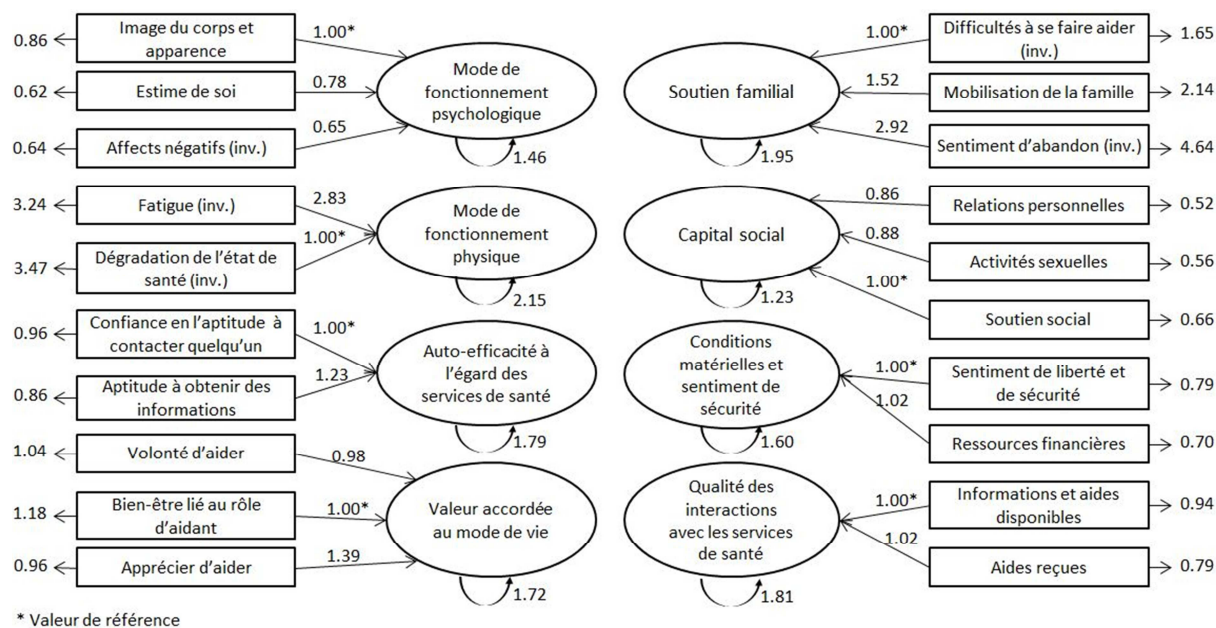 0.86
Image du corps et
apparence
1.00*
0.62
Estime de soi
0.78
0.64
Affects négatifs (inv.)
0.65
Mode de
fonctionnement
psychologique
1.46
3.24
Fatigue (inv.)
2.83
3.47
Dégradation de l'état de
santé (inv.)
1.00*
Mode de
fonctionnement
physique
2.15
0.96
Confiance en l'aptitude à
contacter quelqu'un
1.00*
0.86
Aptitude à obtenir des
informations
1.23
Auto-efficacité à
l'égard des
services de santé
1.79
1.04
Volonté d'aider
0.98
1.18
Bien-être lié au rôle
d'aidant
1.00*
0.96
Apprécier d'aider
1.39
Valeur accordée
au mode de vie
1.72
Soutien familial
1.95
1.00*
Difficultés à se faire aider
(inv.)
1.65
1.52
Mobilisation de la famille
2.14
2.92
Sentiment d'abandon (inv.)
4.64
Capital social
1.23
0.86
Relations personnelles
0.52
0.88
Activités sexuelles
0.56
1.00*
Soutien social
0.66
Conditions
matérielles et
sentiment de
sécurité
1.60
1.00*
Sentiment de liberté et
de sécurité
0.79
1.02
Ressources financières
0.70
Qualité des
interactions
avec les services
de santé
1.81
1.00*
Informations et aides
disponibles
0.94
1.02
Aides reçues
0.79
* Valeur de référence